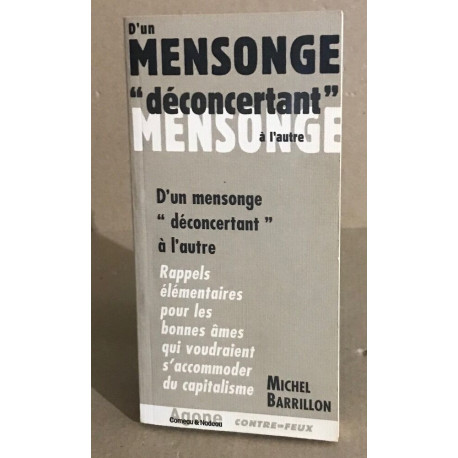 D'un
MENSONGE
“déconcertant”
MENSONGE
à l'autre
D'un mensonge
“ déconcertant ”
à l'autre
Rappels
élémentaires
pour les
bonnes âmes
qui voudraient
s'accommoder
du capitalisme
MICHEL
BARRILLON
Agone
Comeau & Nadeau
CONTRE-FEUX